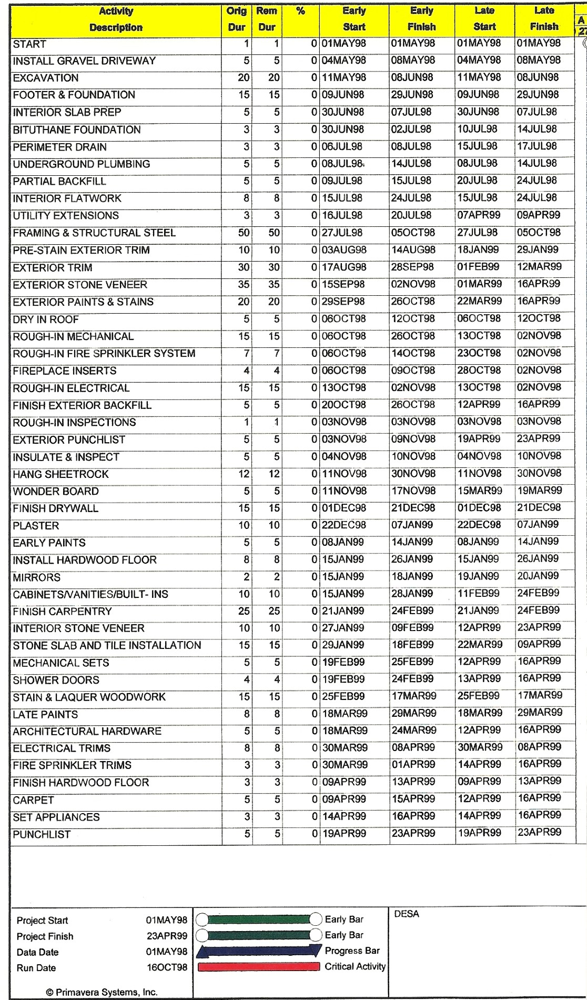 Activity Orig Rem % Early Early Late Late
Description Dur Dur Start Finish Start Finish A
27
START 1 1 0 01MAY98 01MAY98 01MAY98 01MAY98
INSTALL GRAVEL DRIVEWAY 5 5 0 04MAY98 08MAY98 04MAY98 08MAY98
EXCAVATION 20 20 0 11MAY98 08JUN98 11MAY98 08JUN98
FOOTER & FOUNDATION 15 15 0 09JUN98 29JUN98 09JUN98 29JUN98
INTERIOR SLAB PREP 5 5 0 30JUN98 07JUL98 30JUN98 07JUL98
BITUTHANE FOUNDATION 3 3 0 30JUN98 02JUL98 10JUL98 14JUL98
PERIMETER DRAIN 3 3 0 06JUL98 08JUL98 15JUL98 17JUL98
UNDERGROUND PLUMBING 5 5 0 08JUL98 14JUL98 08JUL98 14JUL98
PARTIAL BACKFILL 5 5 0 09JUL98 15JUL98 20JUL98 24JUL98
INTERIOR FLATWORK 8 8 0 15JUL98 24JUL98 15JUL98 24JUL98
UTILITY EXTENSIONS 3 3 0 16JUL98 20JUL98 07APR99 09APR99
FRAMING & STRUCTURAL STEEL 50 50 0 27JUL98 05OCT98 27JUL98 05OCT98
PRE-STAIN EXTERIOR TRIM 10 10 0 03AUG98 14AUG98 18JAN99 29JAN99
EXTERIOR TRIM 30 30 0 17AUG98 28SEP98 01FEB99 12MAR99
EXTERIOR STONE VENEER 35 35 0 15SEP98 02NOV98 01MAR99 16APR99
EXTERIOR PAINTS & STAINS 20 20 0 29SEP98 26OCT98 22MAR99 16APR99
DRY IN ROOF 5 5 0 06OCT98 12OCT98 06OCT98 12OCT98
ROUGH-IN MECHANICAL 15 15 0 06OCT98 26OCT98 13OCT98 02NOV98
ROUGH-IN FIRE SPRINKLER SYSTEM 7 7 0 06OCT98 14OCT98 23OCT98 02NOV98
FIREPLACE INSERTS 4 4 0 06OCT98 09OCT98 28OCT98 02NOV98
ROUGH-IN ELECTRICAL 15 15 0 13OCT98 02NOV98 13OCT98 02NOV98
FINISH EXTERIOR BACKFILL 5 5 0 20OCT98 26OCT98 12APR99 16APR99
ROUGH-IN INSPECTIONS 1 1 0 03NOV98 03NOV98 03NOV98 03NOV98
EXTERIOR PUNCHLIST 5 5 0 03NOV98 09NOV98 19APR99 23APR99
INSULATE & INSPECT 5 5 0 04NOV98 10NOV98 04NOV98 10NOV98
HANG SHEETROCK 12 12 0 11NOV98 30NOV98 11NOV98 30NOV98
WONDER BOARD 5 5 0 11NOV98 17NOV98 15MAR99 19MAR99
FINISH DRYWALL 15 15 0 01DEC98 21DEC98 01DEC98 21DEC98
PLASTER 10 10 0 22DEC98 07JAN99 22DEC98 07JAN99
EARLY PAINTS 5 5 0 08JAN99 14JAN99 08JAN99 14JAN99
INSTALL HARDWOOD FLOOR 8 8 0 15JAN99 26JAN99 15JAN99 26JAN99
MIRRORS 2 2 0 15JAN99 18JAN99 19JAN99 20JAN99
CABINETS/VANITIES/BUILT- INS 10 10 0 15JAN99 28JAN99 11FEB99 24FEB99
FINISH CARPENTRY 25 25 0 21JAN99 24FEB99 21JAN99 24FEB99
INTERIOR STONE VENEER 10 10 0 27JAN99 09FEB99 12APR99 23APR99
STONE SLAB AND TILE INSTALLATION 15 15 0 29JAN99 18FEB99 22MAR99 09APR99
MECHANICAL SETS 5 5 0 19FEB99 25FEB99 12APR99 16APR99
SHOWER DOORS 4 4 0 19FEB99 24FEB99 13APR99 16APR99
STAIN & LAQUER WOODWORK 15 15 0 25FEB99 17MAR99 25FEB99 17MAR99
LATE PAINTS 8 8 0 18MAR99 29MAR99 18MAR99 29MAR99
ARCHITECTURAL HARDWARE 5 5 0 18MAR99 24MAR99 12APR99 16APR99
ELECTRICAL TRIMS 8 8 0 30MAR99 08APR99 30MAR99 08APR99
FIRE SPRINKLER TRIMS 3 3 0 30MAR99 01APR99 14APR99 16APR99
FINISH HARDWOOD FLOOR 3 3 0 09APR99 13APR99 09APR99 13APR99
CARPET 5 5 0 09APR99 15APR99 12APR99 16APR99
SET APPLIANCES 3 3 0 14APR99 16APR99 14APR99 16APR99
PUNCHLIST 5 5 0 19APR99 23APR99 19APR99 23APR99
Project Start 01MAY98
Project Finish 23APR99
Data Date 01MAY98
Run Date 16OCT98
© Primavera Systems, Inc.
Early Bar
Early Bar
Progress Bar
Critical Activity
DESA